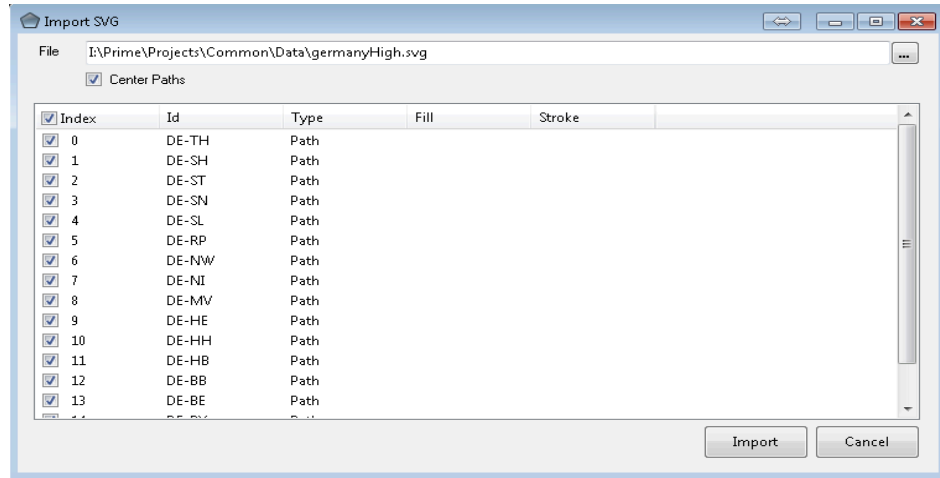 Import SVG
File I:\Prime\Projects\Common\Data\germanyHigh.svg ...
Center Paths
Index Id Type Fill Stroke
0 DE-TH Path
1 DE-SH Path
2 DE-ST Path
3 DE-SN Path
4 DE-SL Path
5 DE-RP Path
6 DE-NW Path
7 DE-NI Path
8 DE-MV Path
9 DE-HE Path
10 DE-HH Path
11 DE-HB Path
12 DE-BB Path
13 DE-BE Path
Import Cancel